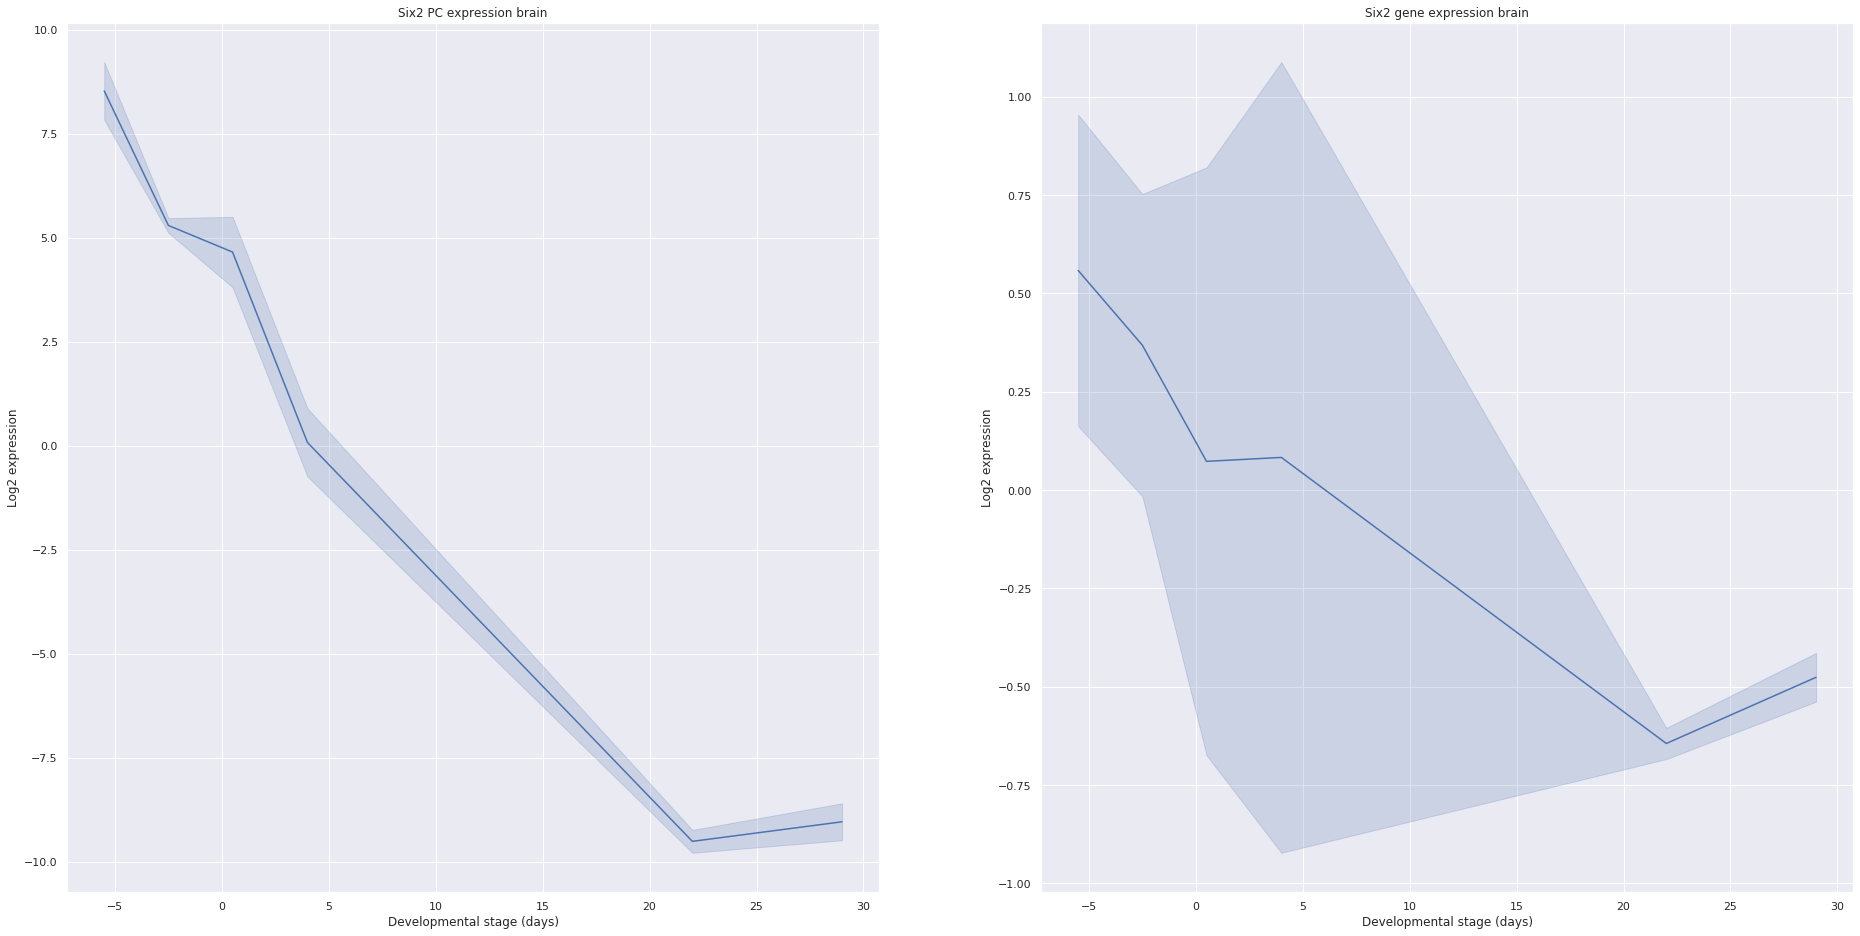 Six2 PC expression brain
10.0
7.5
5.0
2.5
0.0
−2.5
−5.0
−7.5
−10.0
Log2 expression
−5 0 5 10 15 20 25 30
Developmental stage (days)
Six2 gene expression brain
1.00
0.75
0.50
0.25
0.00
−0.25
−0.50
−0.75
−1.00
Log2 expression
−5 0 5 10 15 20 25 30
Developmental stage (days)